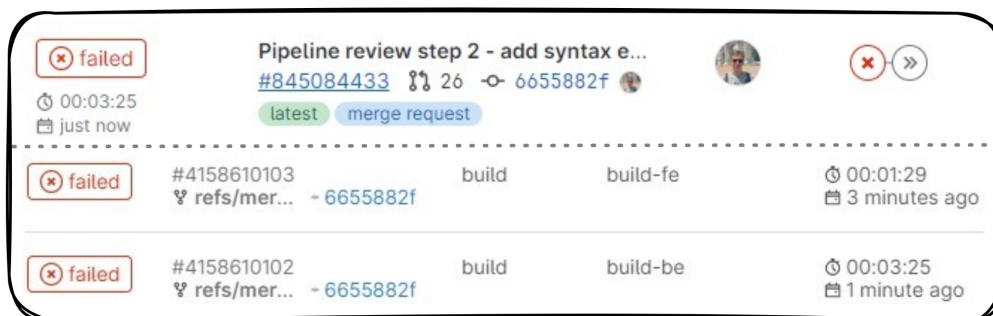 failed
Pipeline review step 2 - add syntax e...
#845084433 26 6655882f
00:03:25
just now
latest merge request
failed #4158610103 build build-fe 00:01:29
refs/mer... 6655882f 3 minutes ago
failed #4158610102 build build-be 00:03:25
refs/mer... 6655882f 1 minute ago